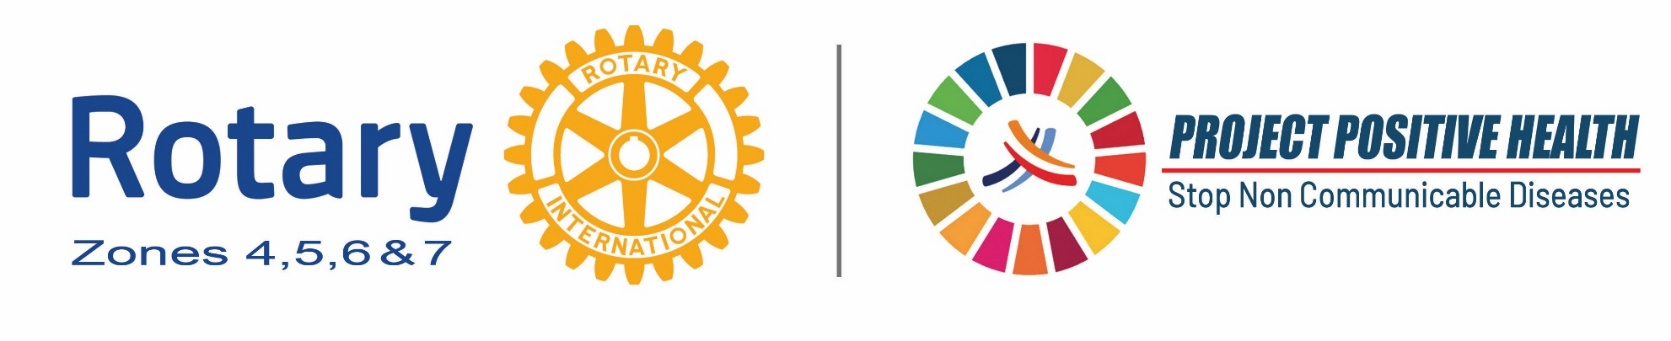 Rotary
Zones 4,5,6 & 7
ROTARY
INTERNATIONAL
PROJECT POSITIVE HEALTH
Stop Non Communicable Diseases